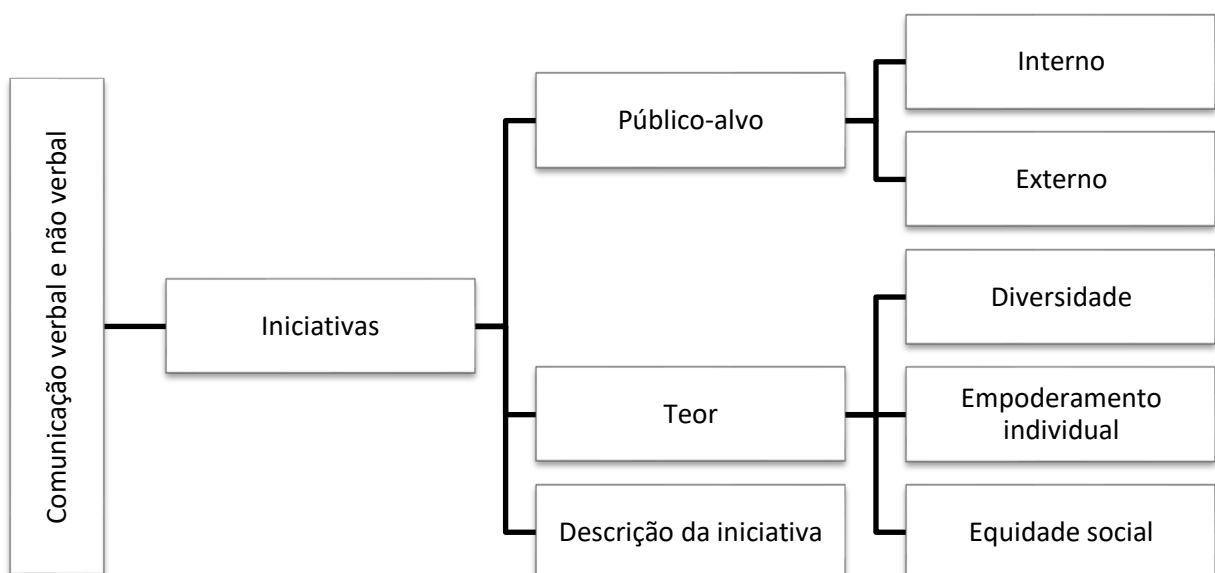 Comunicação verbal e não verbal
Iniciativas
Público-alvo
Interno
Externo
Teor
Diversidade
Empoderamento
individual
Equidade social
Descrição da iniciativa